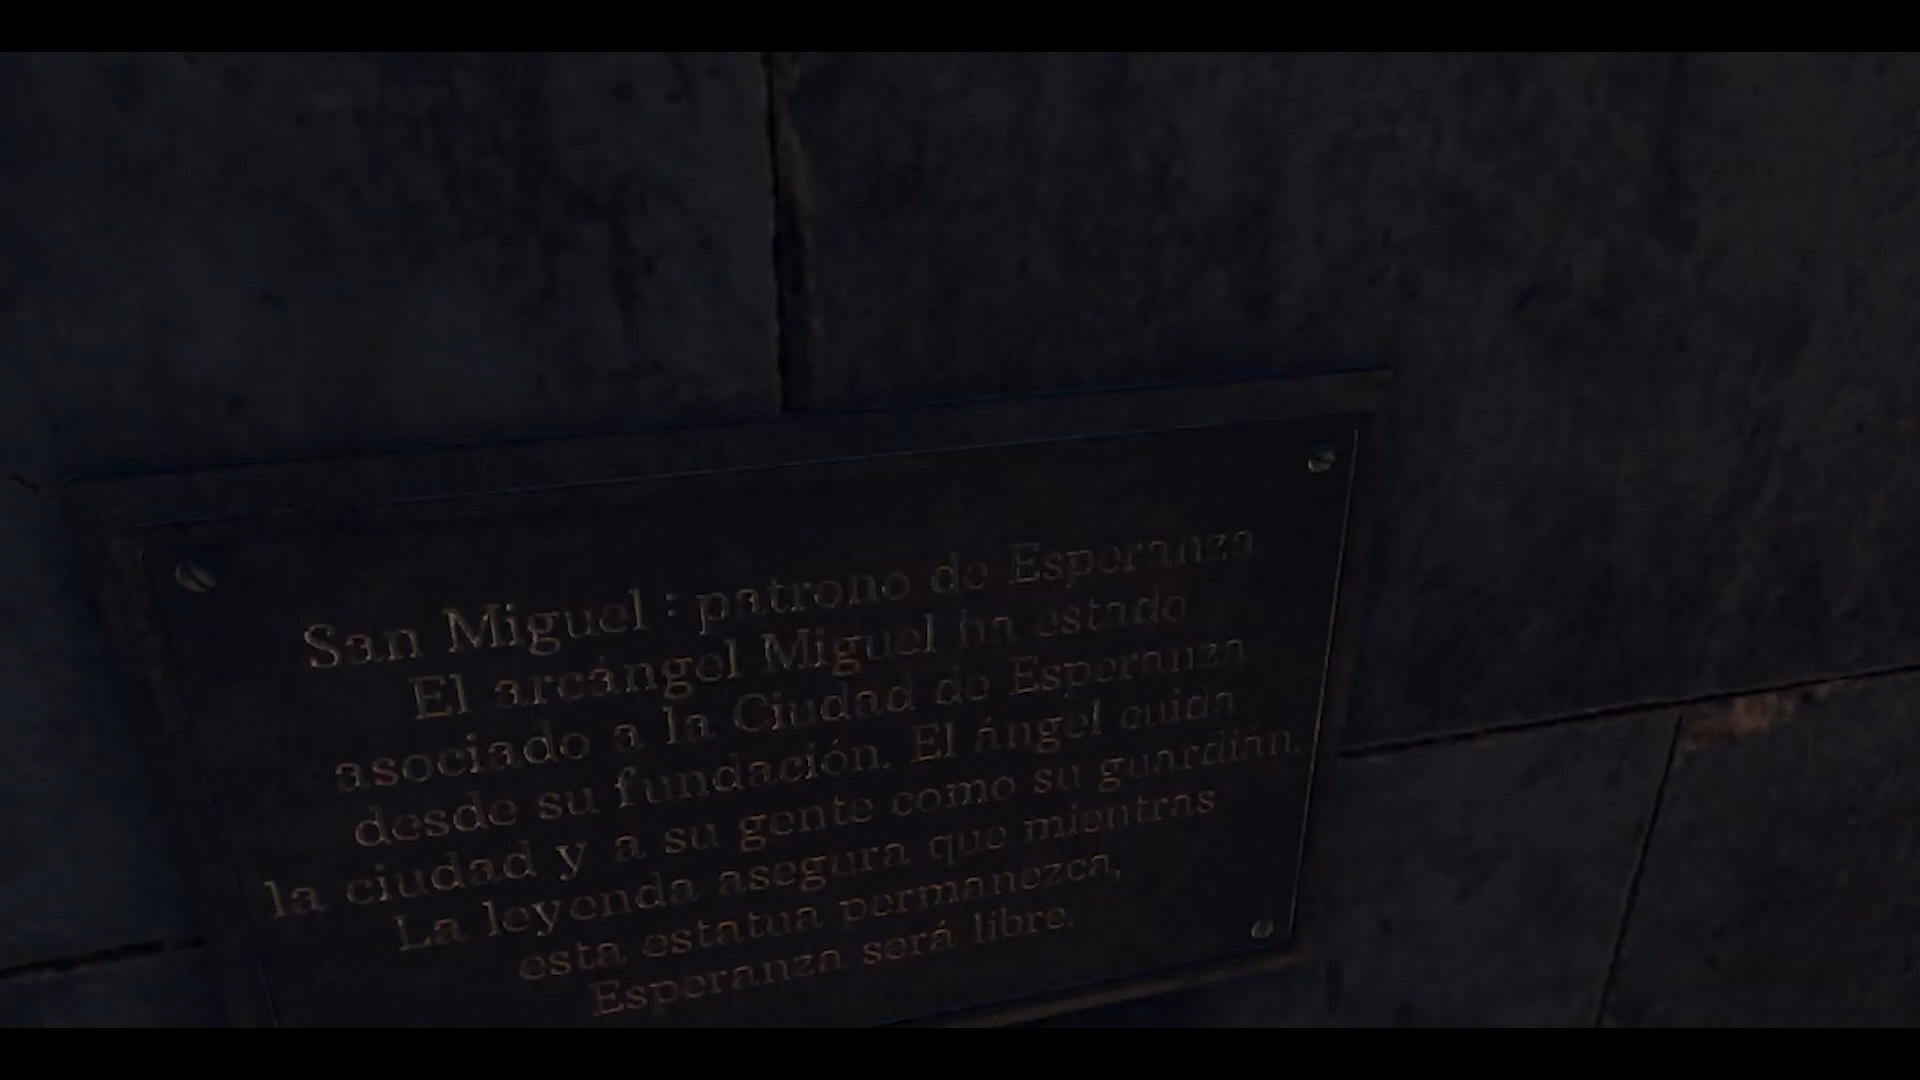 San Miguel : patrono de Esperanza
El arcángel Miguel ha estado
asociado a la Ciudad de Esperanza
desde su fundación. El ángel cuida
la ciudad y a su gente como su guardián.
La leyenda asegura que mientras
esta estatua permanezca,
Esperanza será libre.